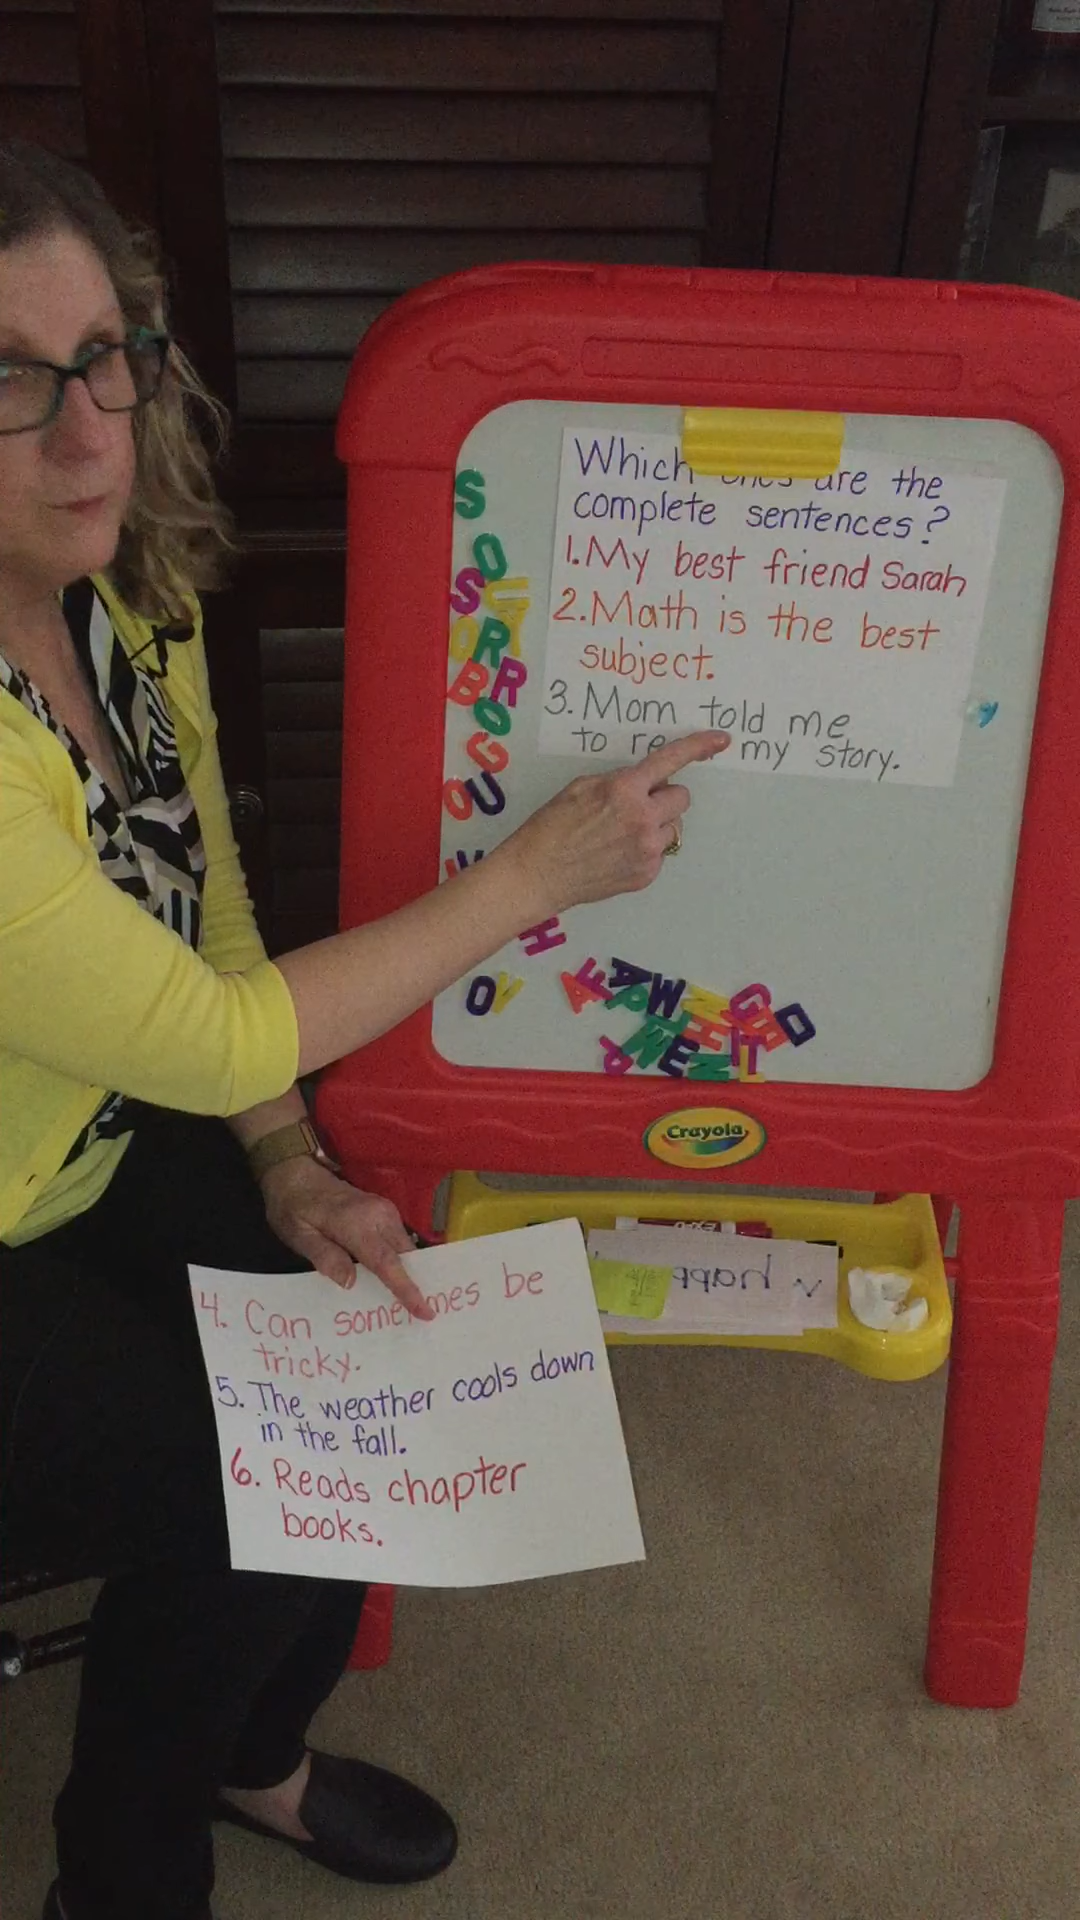 Which are the
complete sentences?
1. My best friend Sarah
2. Math is the best
subject.
3. Mom told me
to my story.
Crayola
4. Can be
tricky.
5. The weather cools down
in the fall.
6. Reads chapter
books.